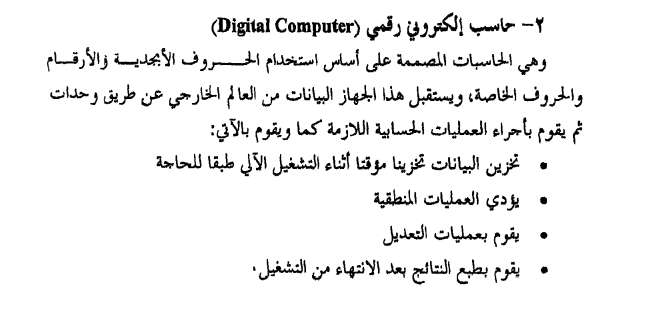 ٢- حاسب إلكتروني رقمي (Digital Computer)
وهي الحاسبات المصممة على أساس استخدام الحـــروف الأبجديـــة والأرقام
والحروف الخاصة، ويستقبل هذا الجهاز البيانات من العالم الخارجي عن طريق وحدات
ثم يقوم بأجراء العمليات الحسابية اللازمة كما ويقوم بالآتي:
• تخزين البيانات تخزينا مؤقتا أثناء التشغيل الآلي طبقا للحاجة
• يؤدي العمليات المنطقية
• يقوم بعمليات التعديل
• يقوم بطبع النتائج بعد الانتهاء من التشغيل.